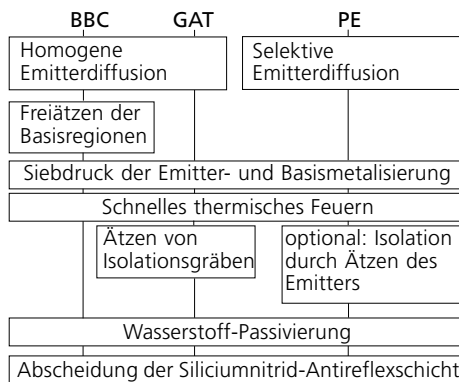 BBC GAT PE
Homogene
Emitterdiffusion
Selektive
Emitterdiffusion
Freiätzen der
Basisregionen
Siebdruck der Emitter- und Basismetalisierung
Schnelles thermisches Feuern
Ätzen von
Isolationsgräben
optional: Isolation
durch Ätzen des
Emitters
Wasserstoff-Passivierung
Abscheidung der Siliciumnitrid-Antireflexschicht